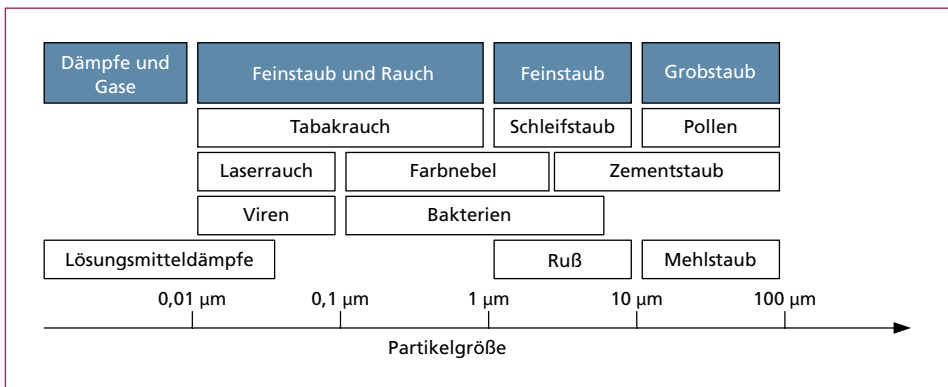 Dämpfe und
Gase
Feinstaub und Rauch
Feinstaub
Grobstaub
Tabakrauch
Schleifstaub
Pollen
Laserrauch
Farbnebel
Zementstaub
Viren
Bakterien
Lösungsmitteldämpfe
Ruß
Mehlstaub
0,01 µm
0,1 µm
1 µm
10 µm
100 µm
Partikelgröße